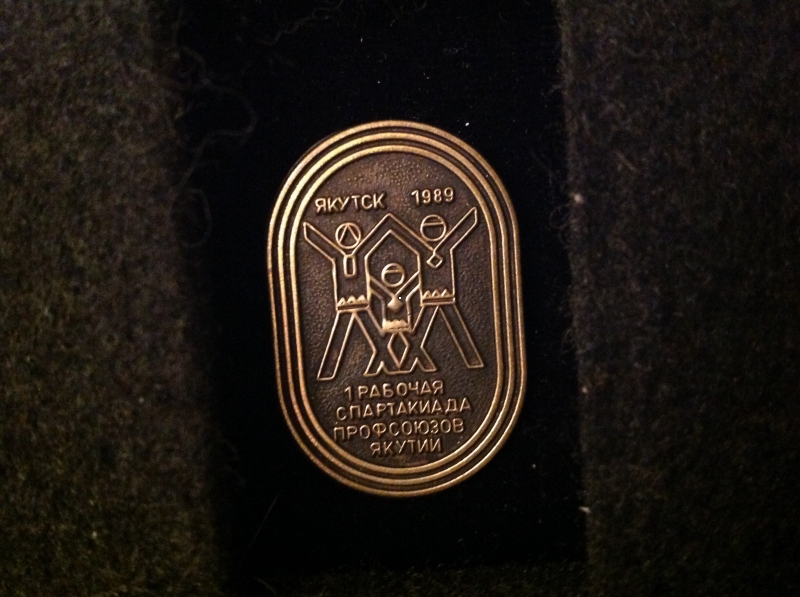 ЯКУТСК 1989
1 РАБОЧАЯ
СПАРТАКИАДА
ПРОФСОЮЗОВ
ЯКУТИИ